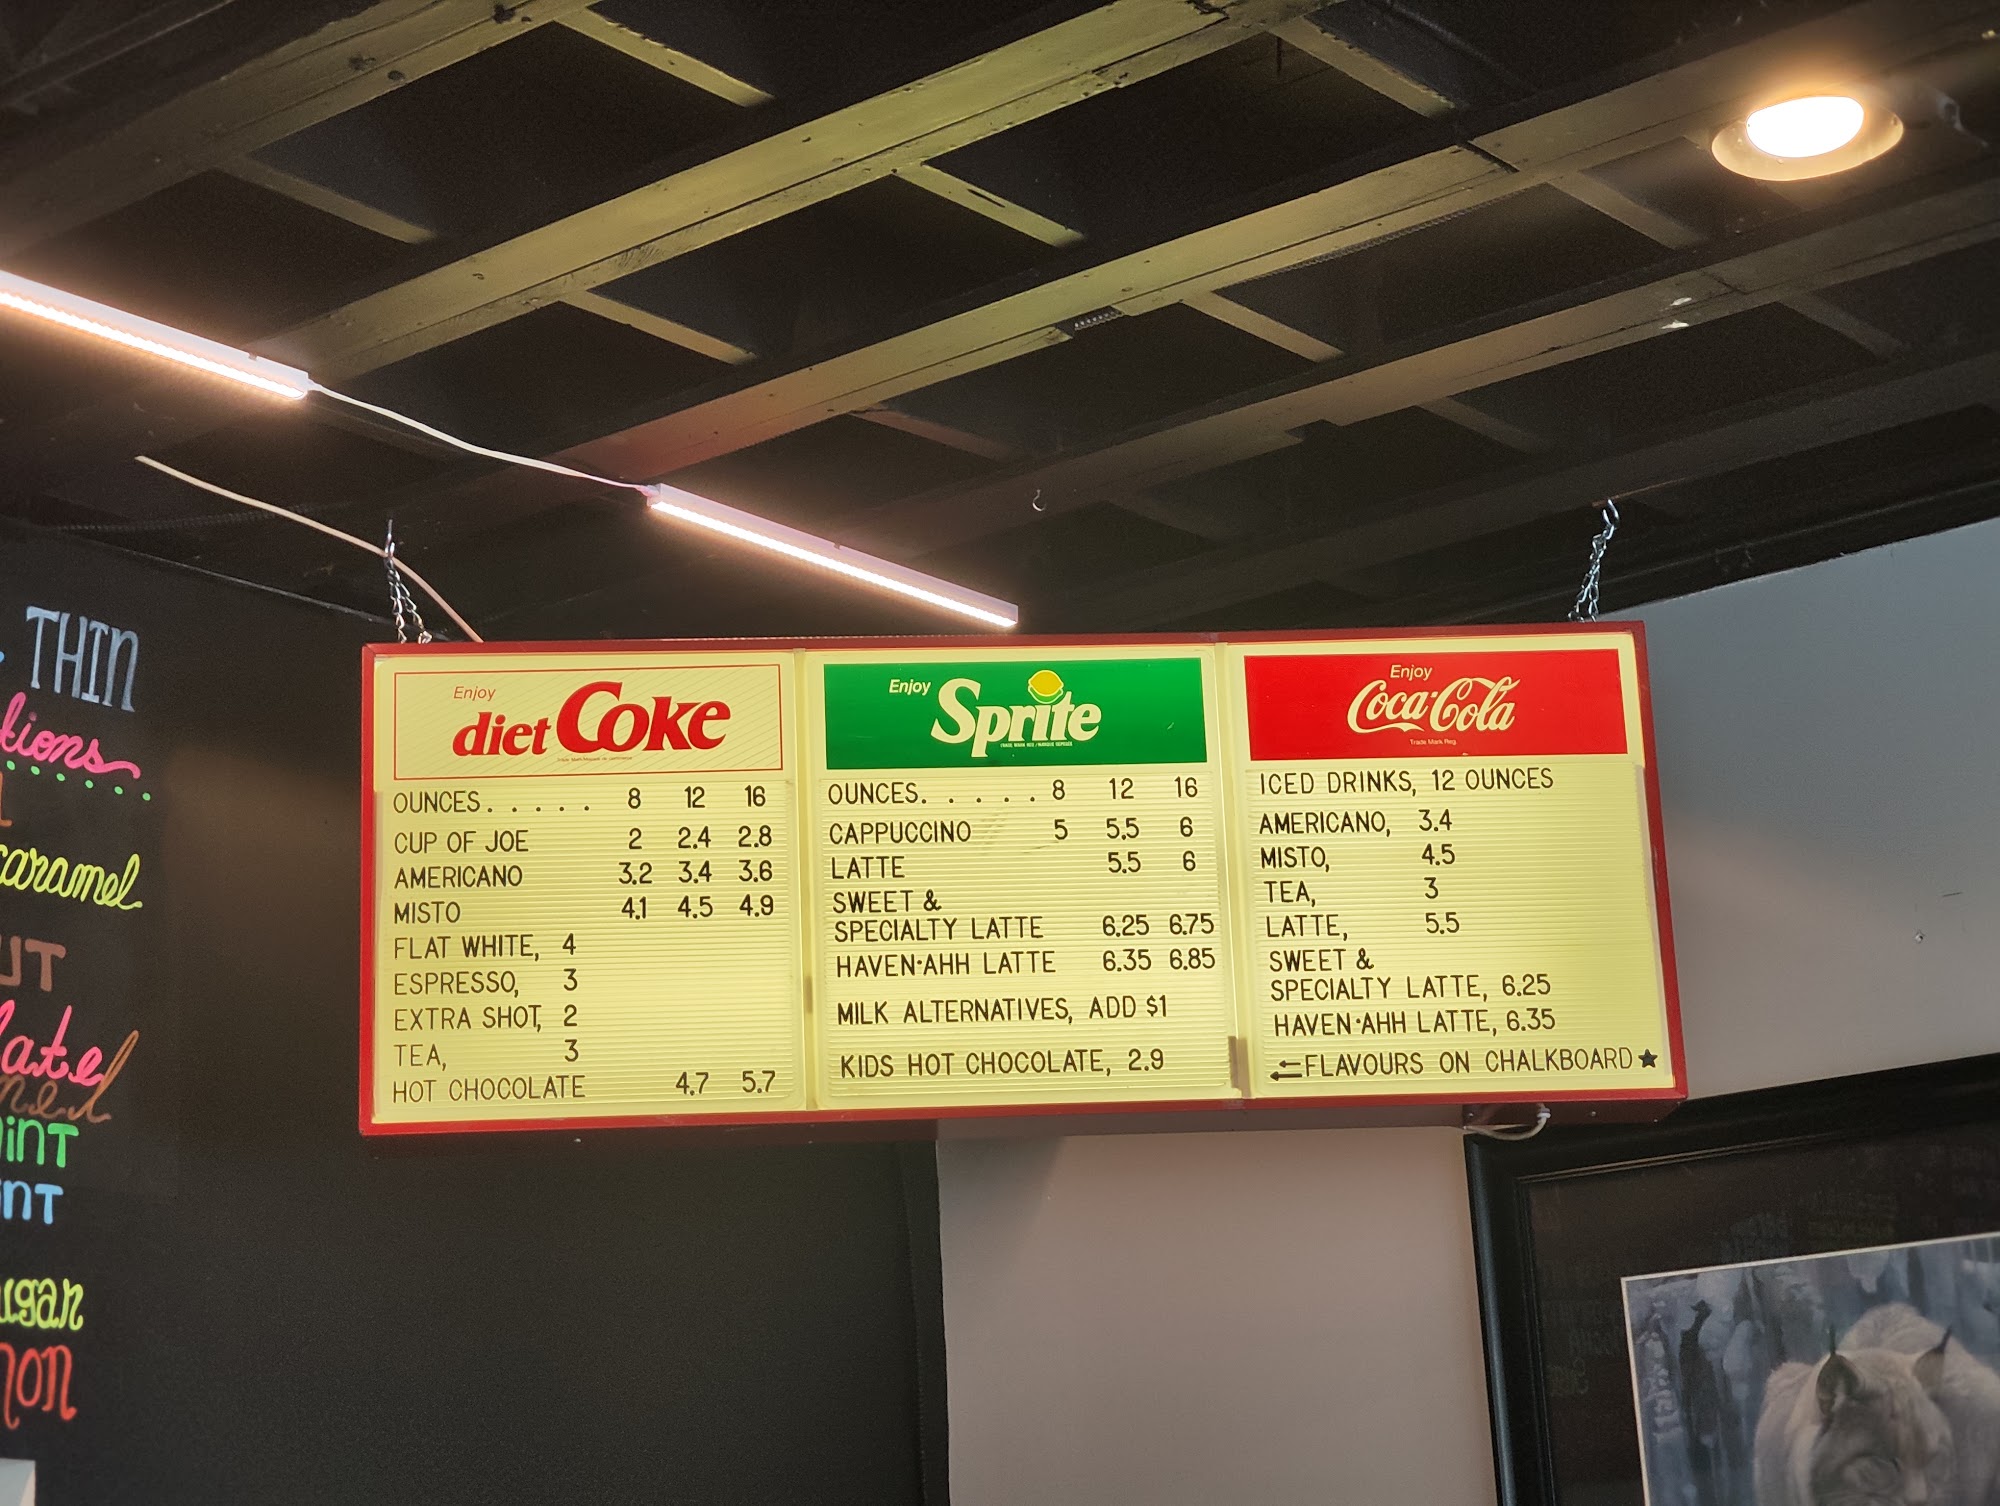 THIN
caramel
Enjoy
diet Coke
OUNCES. . . . . 8 12 16
CUP OF JOE 2 2.4 2.8
AMERICANO 3.2 3.4 3.6
MISTO 4.1 4.5 4.9
FLAT WHITE, 4
ESPRESSO, 3
EXTRA SHOT, 2
TEA, 3
HOT CHOCOLATE 4.7 5.7
Enjoy
Sprite
OUNCES. . . . . 8 12 16
CAPPUCCINO 5 5.5 6
LATTE 5.5 6
SWEET &
SPECIALTY LATTE 6.25 6.75
HAVEN·AHH LATTE 6.35 6.85
MILK ALTERNATIVES, ADD $1
KIDS HOT CHOCOLATE, 2.9
Enjoy
Coca-Cola
Trade Mark Reg.
ICED DRINKS, 12 OUNCES
AMERICANO, 3.4
MISTO, 4.5
TEA, 3
LATTE, 5.5
SWEET &
SPECIALTY LATTE, 6.25
HAVEN·AHH LATTE, 6.35
FLAVOURS ON CHALKBOARD